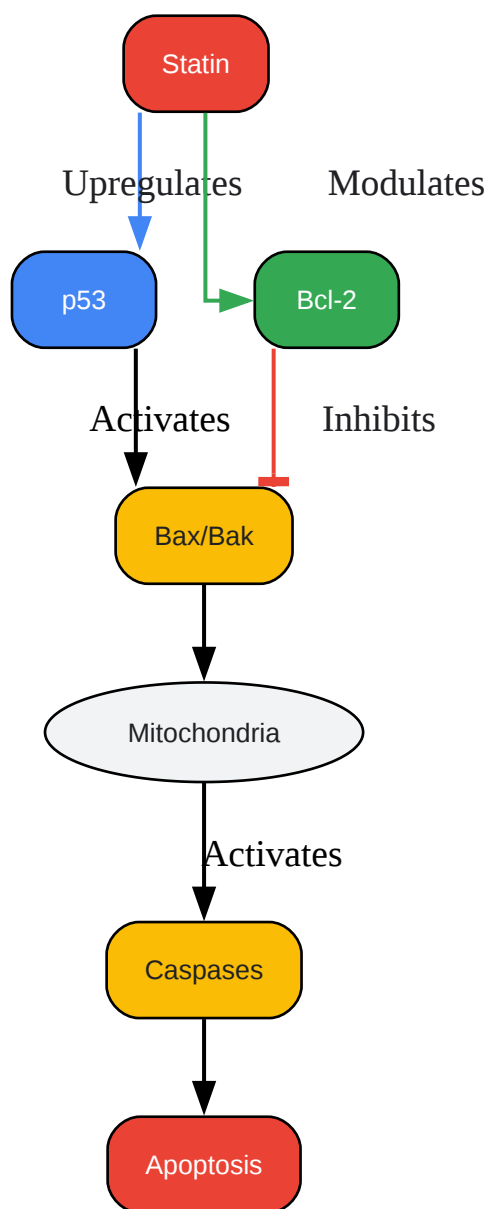 Statin
Upregulates
Modulates
p53
Bcl-2
Activates
Inhibits
Bax/Bak
Mitochondria
Activates
Caspases
Apoptosis